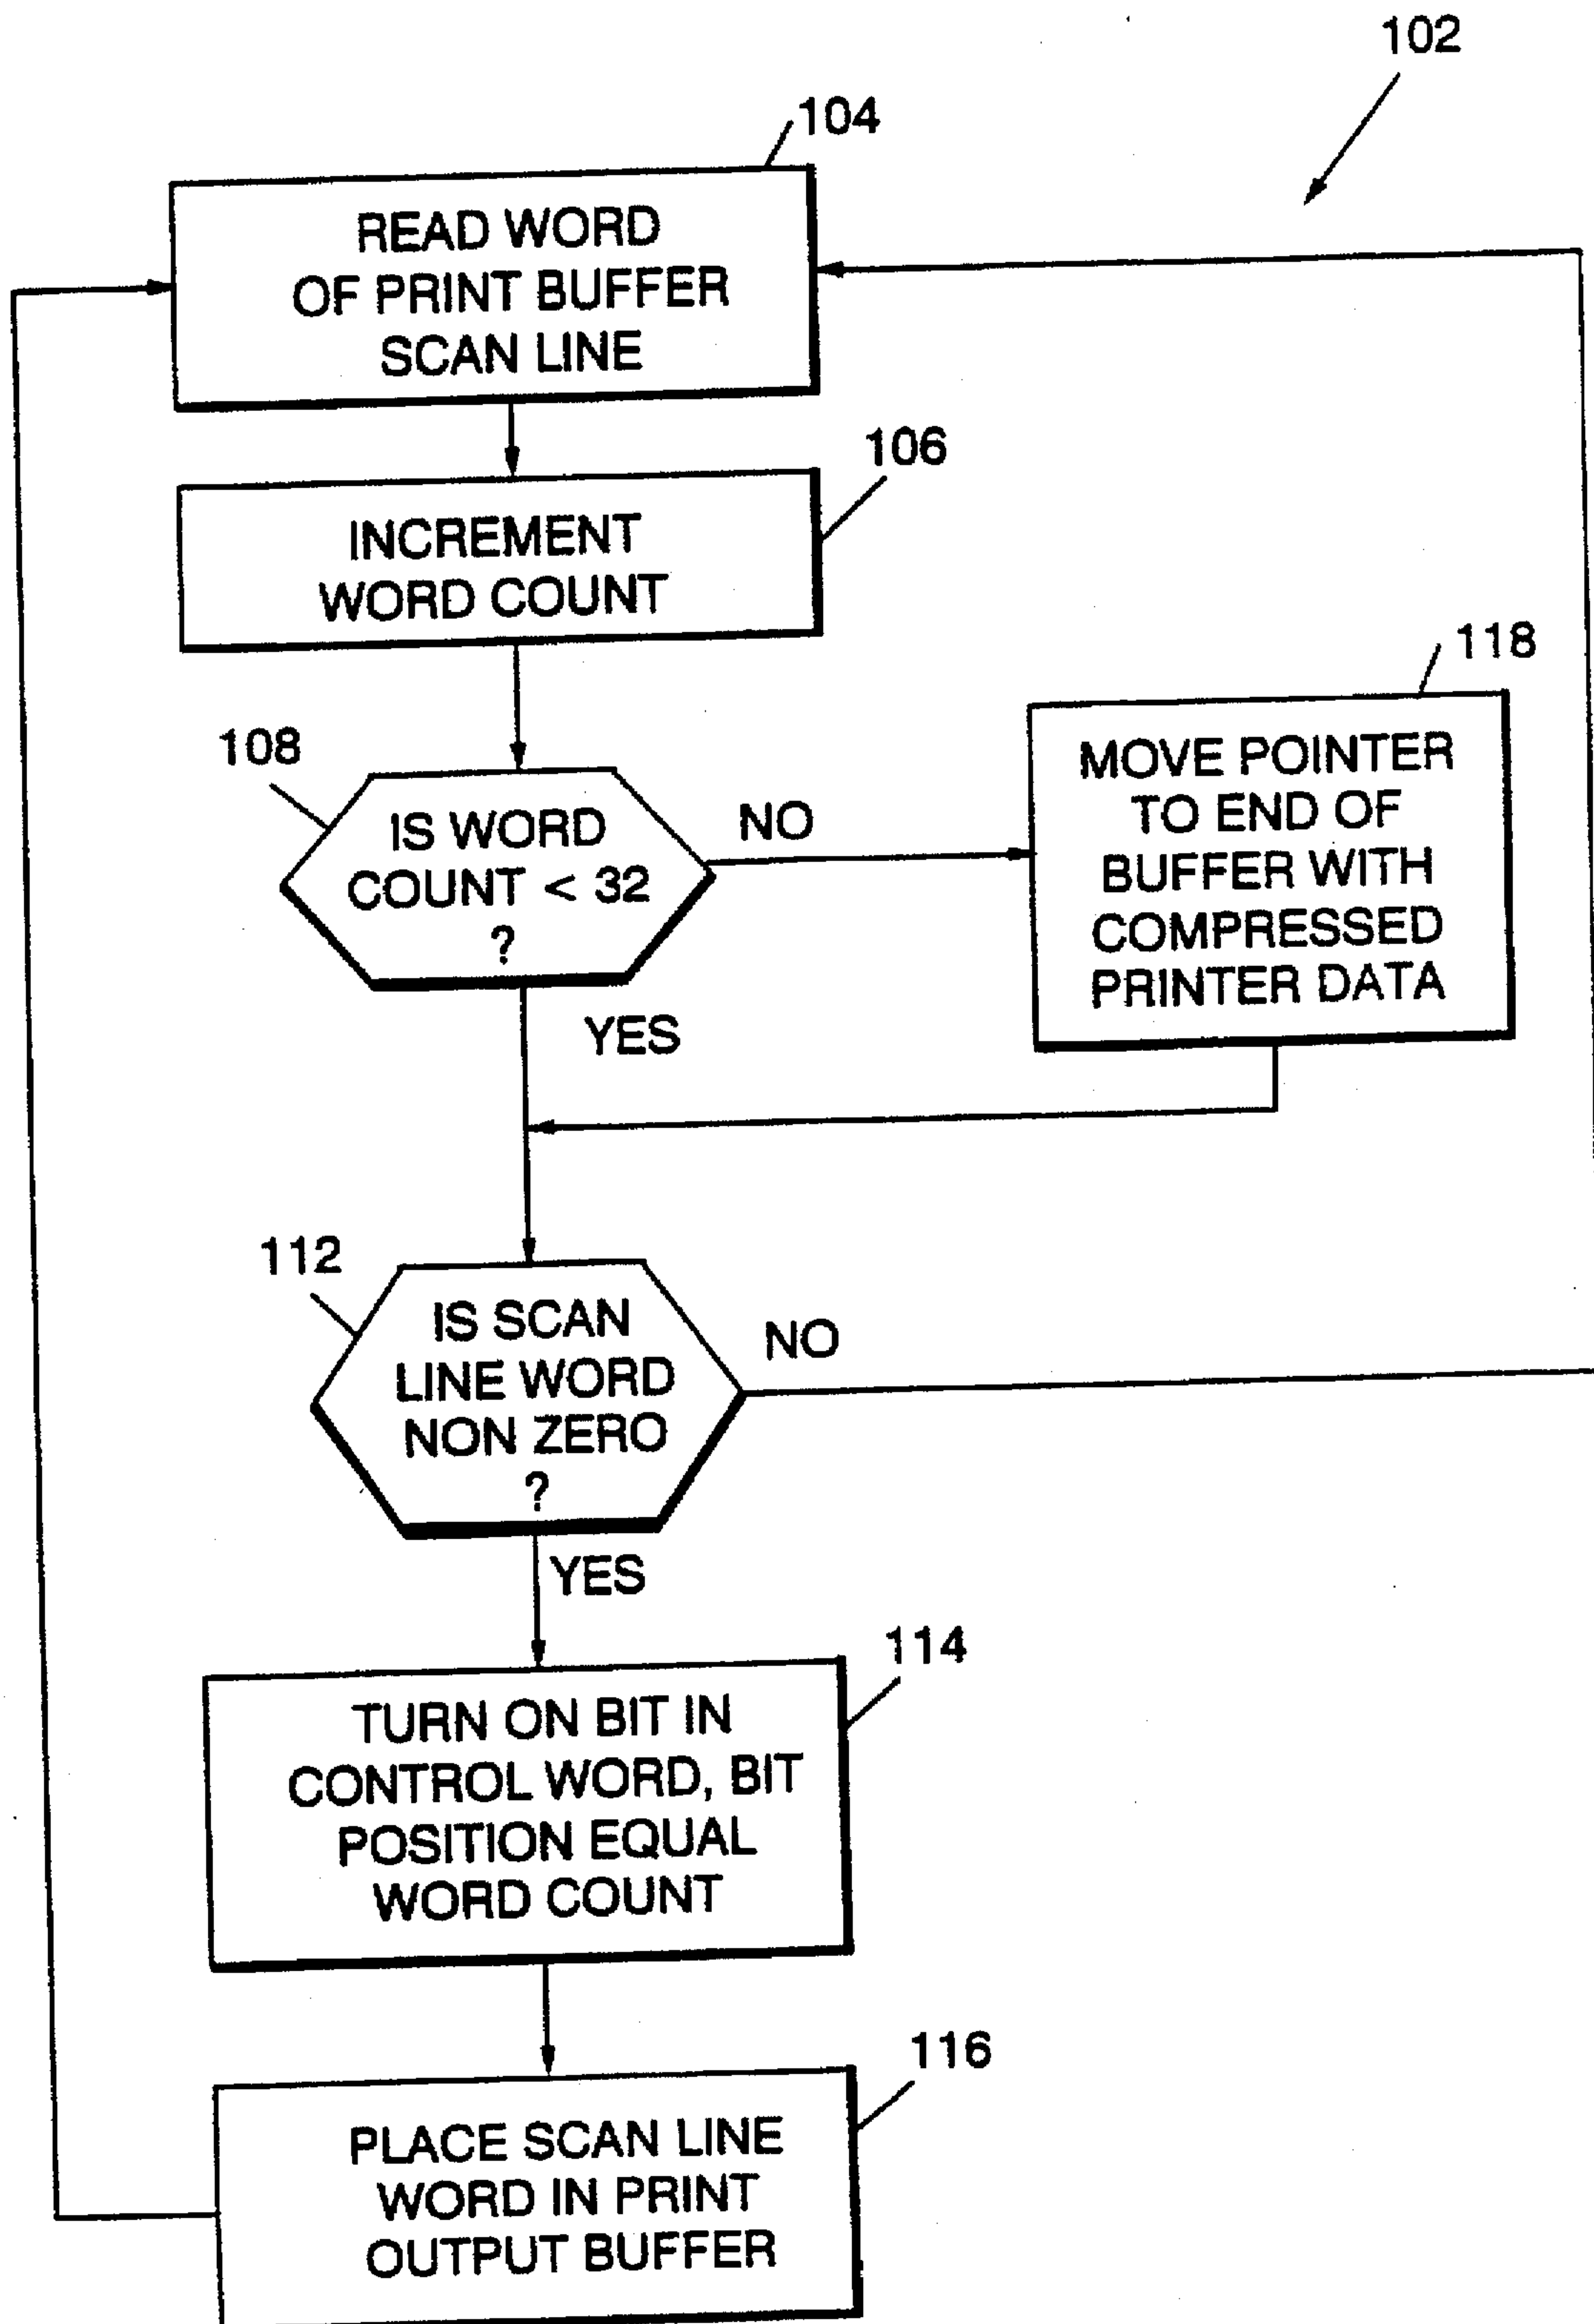 102
104
READ WORD
OF PRINT BUFFER
SCAN LINE
106
INCREMENT
WORD COUNT
108
IS WORD
COUNT < 32
?
NO
YES
118
MOVE POINTER
TO END OF
BUFFER WITH
COMPRESSED
PRINTER DATA
112
IS SCAN
LINE WORD
NON ZERO
?
NO
YES
114
TURN ON BIT IN
CONTROL WORD, BIT
POSITION EQUAL
WORD COUNT
116
PLACE SCAN LINE
WORD IN PRINT
OUTPUT BUFFER